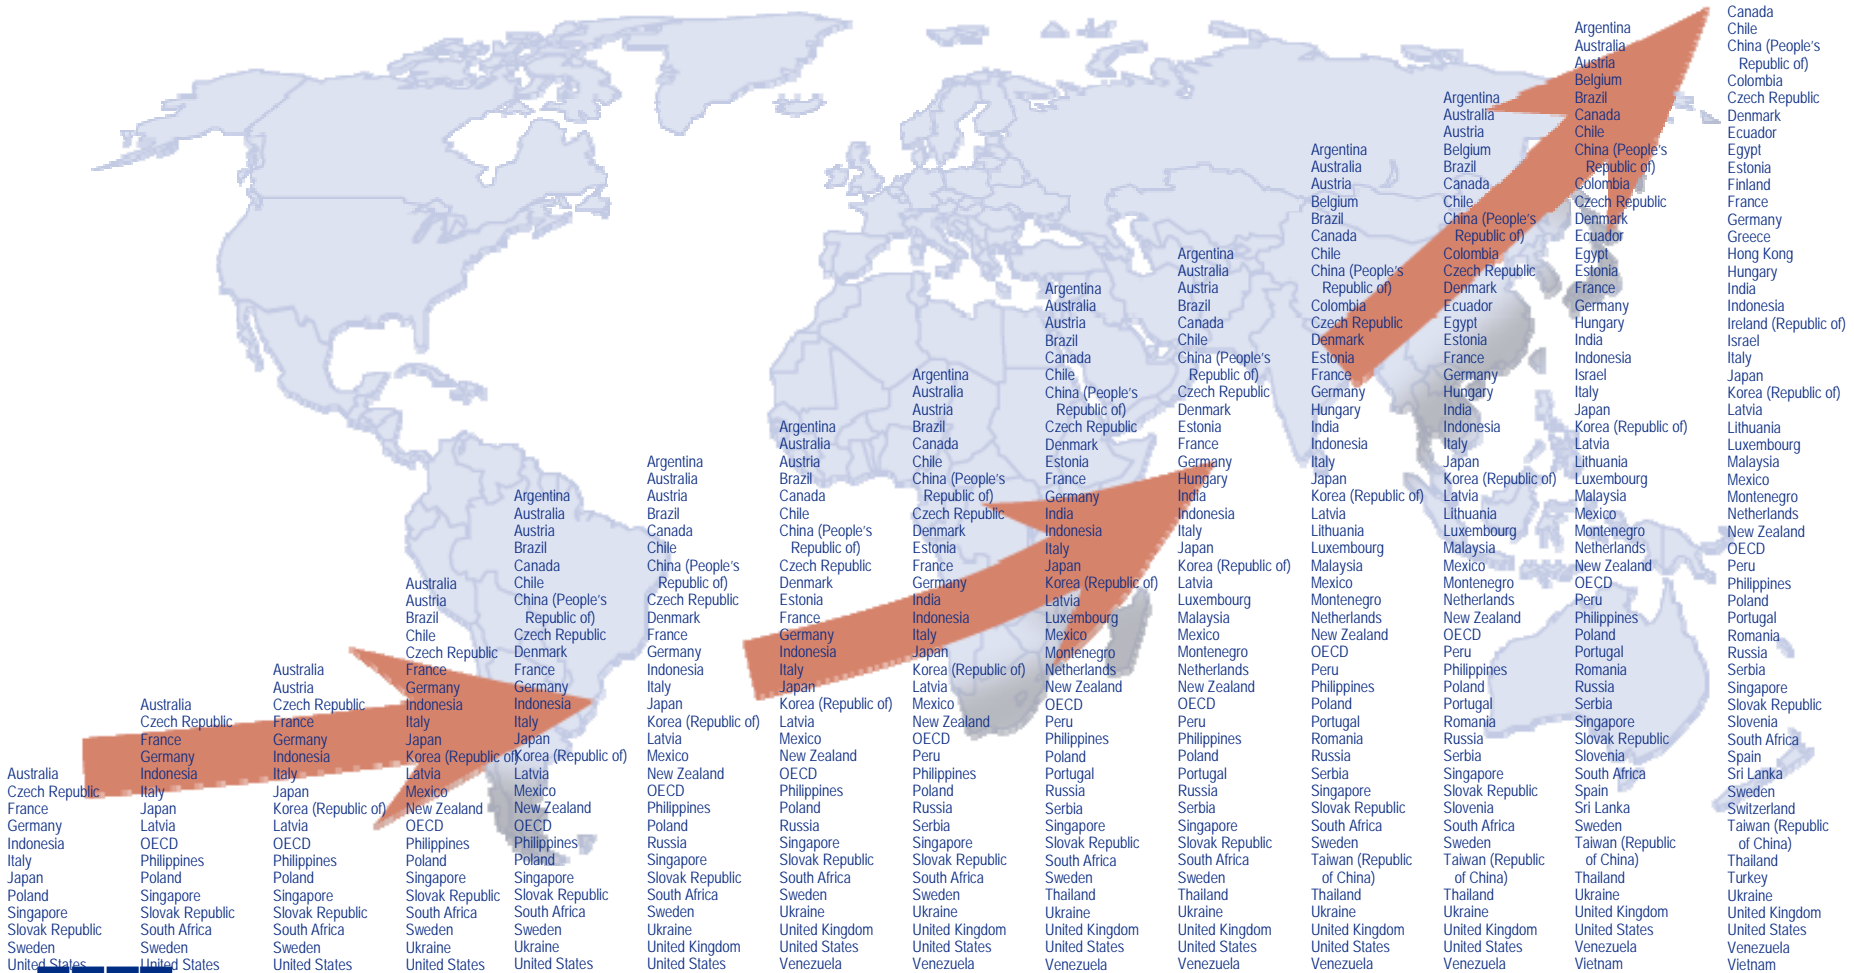 Australia
Czech Republic
France
Germany
Indonesia
Italy
Japan
Poland
Singapore
Slovak Republic
Sweden
United States
Australia
Czech Republic
France
Germany
Indonesia
Italy
Japan
Latvia
OECD
Philippines
Poland
Singapore
Slovak Republic
South Africa
Sweden
United States
Australia
Austria
Czech Republic
France
Germany
Indonesia
Italy
Japan
Korea (Republic of)
Latvia
OECD
Philippines
Poland
Singapore
Slovak Republic
South Africa
Sweden
United States
Australia
Austria
Brazil
Chile
Czech Republic
France
Germany
Indonesia
Italy
Japan
Korea (Republic of)
Latvia
Mexico
New Zealand
OECD
Philippines
Poland
Singapore
Slovak Republic
South Africa
Sweden
Ukraine
United States
Argentina
Australia
Austria
Brazil
Canada
Chile
China (People's
Republic of)
Czech Republic
Denmark
France
Germany
Indonesia
Italy
Japan
Korea (Republic of)
Latvia
Mexico
New Zealand
OECD
Philippines
Poland
Singapore
Slovak Republic
South Africa
Sweden
Ukraine
United States
Argentina
Australia
Austria
Brazil
Canada
Chile
China (People's
Republic of)
Czech Republic
Denmark
France
Germany
Indonesia
Italy
Japan
Korea (Republic of)
Latvia
Mexico
New Zealand
OECD
Philippines
Poland
Russia
Singapore
Slovak Republic
South Africa
Sweden
Ukraine
United Kingdom
United States
Argentina
Australia
Austria
Brazil
Canada
Chile
China (People's
Republic of)
Czech Republic
Denmark
Estonia
France
Germany
Indonesia
Italy
Japan
Korea (Republic of)
Latvia
Mexico
New Zealand
OECD
Philippines
Poland
Russia
Singapore
Slovak Republic
South Africa
Sweden
Ukraine
United Kingdom
United States
Venezuela
Argentina
Australia
Austria
Brazil
Canada
Chile
China (People's
Republic of)
Czech Republic
Denmark
Estonia
France
Germany
India
Indonesia
Italy
Japan
Korea (Republic of)
Latvia
Mexico
New Zealand
OECD
Peru
Philippines
Poland
Russia
Serbia
Singapore
Slovak Republic
South Africa
Sweden
Ukraine
United Kingdom
United States
Venezuela
Argentina
Australia
Austria
Brazil
Canada
Chile
China (People's
Republic of)
Czech Republic
Denmark
Estonia
France
Germany
India
Indonesia
Italy
Japan
Korea (Republic of)
Latvia
Luxembourg
Mexico
Montenegro
Netherlands
New Zealand
OECD
Peru
Philippines
Poland
Portugal
Russia
Serbia
Singapore
Slovak Republic
South Africa
Sweden
Thailand
Ukraine
United Kingdom
United States
Venezuela
Argentina
Australia
Austria
Brazil
Canada
Chile
China (People's
Republic of)
Czech Republic
Denmark
Estonia
France
Germany
Hungary
India
Indonesia
Italy
Japan
Korea (Republic of)
Latvia
Luxembourg
Malaysia
Mexico
Montenegro
Netherlands
New Zealand
OECD
Peru
Philippines
Poland
Portugal
Russia
Serbia
Singapore
Slovak Republic
South Africa
Sweden
Thailand
Ukraine
United Kingdom
United States
Venezuela
Argentina
Australia
Austria
Belgium
Brazil
Canada
Chile
China (People's
Republic of)
Colombia
Czech Republic
Denmark
Estonia
France
Germany
Hungary
India
Indonesia
Italy
Japan
Korea (Republic of)
Latvia
Lithuania
Luxembourg
Malaysia
Mexico
Montenegro
Netherlands
New Zealand
OECD
Peru
Philippines
Poland
Portugal
Romania
Russia
Serbia
Singapore
Slovak Republic
South Africa
Sweden
Taiwan (Republic
of China)
Thailand
Ukraine
United Kingdom
United States
Venezuela
Argentina
Australia
Austria
Belgium
Brazil
Canada
Chile
China (People's
Republic of)
Colombia
Czech Republic
Denmark
Ecuador
Egypt
Estonia
France
Germany
Hungary
India
Indonesia
Italy
Japan
Korea (Republic of)
Latvia
Lithuania
Luxembourg
Malaysia
Mexico
Montenegro
Netherlands
New Zealand
OECD
Peru
Philippines
Poland
Portugal
Romania
Russia
Serbia
Singapore
Slovak Republic
Slovenia
South Africa
Sweden
Taiwan (Republic
of China)
Thailand
Ukraine
United Kingdom
United States
Venezuela
Argentina
Australia
Austria
Belgium
Brazil
Canada
Chile
China (People's
Republic of)
Colombia
Czech Republic
Denmark
Ecuador
Egypt
Estonia
France
Germany
Hungary
India
Indonesia
Israel
Italy
Japan
Korea (Republic of)
Latvia
Lithuania
Luxembourg
Malaysia
Mexico
Montenegro
Netherlands
New Zealand
OECD
Peru
Philippines
Poland
Portugal
Romania
Russia
Serbia
Singapore
Slovak Republic
Slovenia
South Africa
Spain
Sri Lanka
Sweden
Taiwan (Republic
of China)
Thailand
Ukraine
United Kingdom
United States
Venezuela
Vietnam
Canada
Chile
China (People's
Republic of)
Colombia
Czech Republic
Denmark
Ecuador
Egypt
Estonia
Finland
France
Germany
Greece
Hong Kong
Hungary
India
Indonesia
Ireland (Republic of)
Israel
Italy
Japan
Korea (Republic of)
Latvia
Lithuania
Luxembourg
Malaysia
Mexico
Montenegro
Netherlands
New Zealand
OECD
Peru
Philippines
Poland
Portugal
Romania
Russia
Serbia
Singapore
Slovak Republic
Slovenia
South Africa
Spain
Sri Lanka
Sweden
Switzerland
Taiwan (Republic
of China)
Thailand
Turkey
Ukraine
United Kingdom
United States
Venezuela
Vietnam